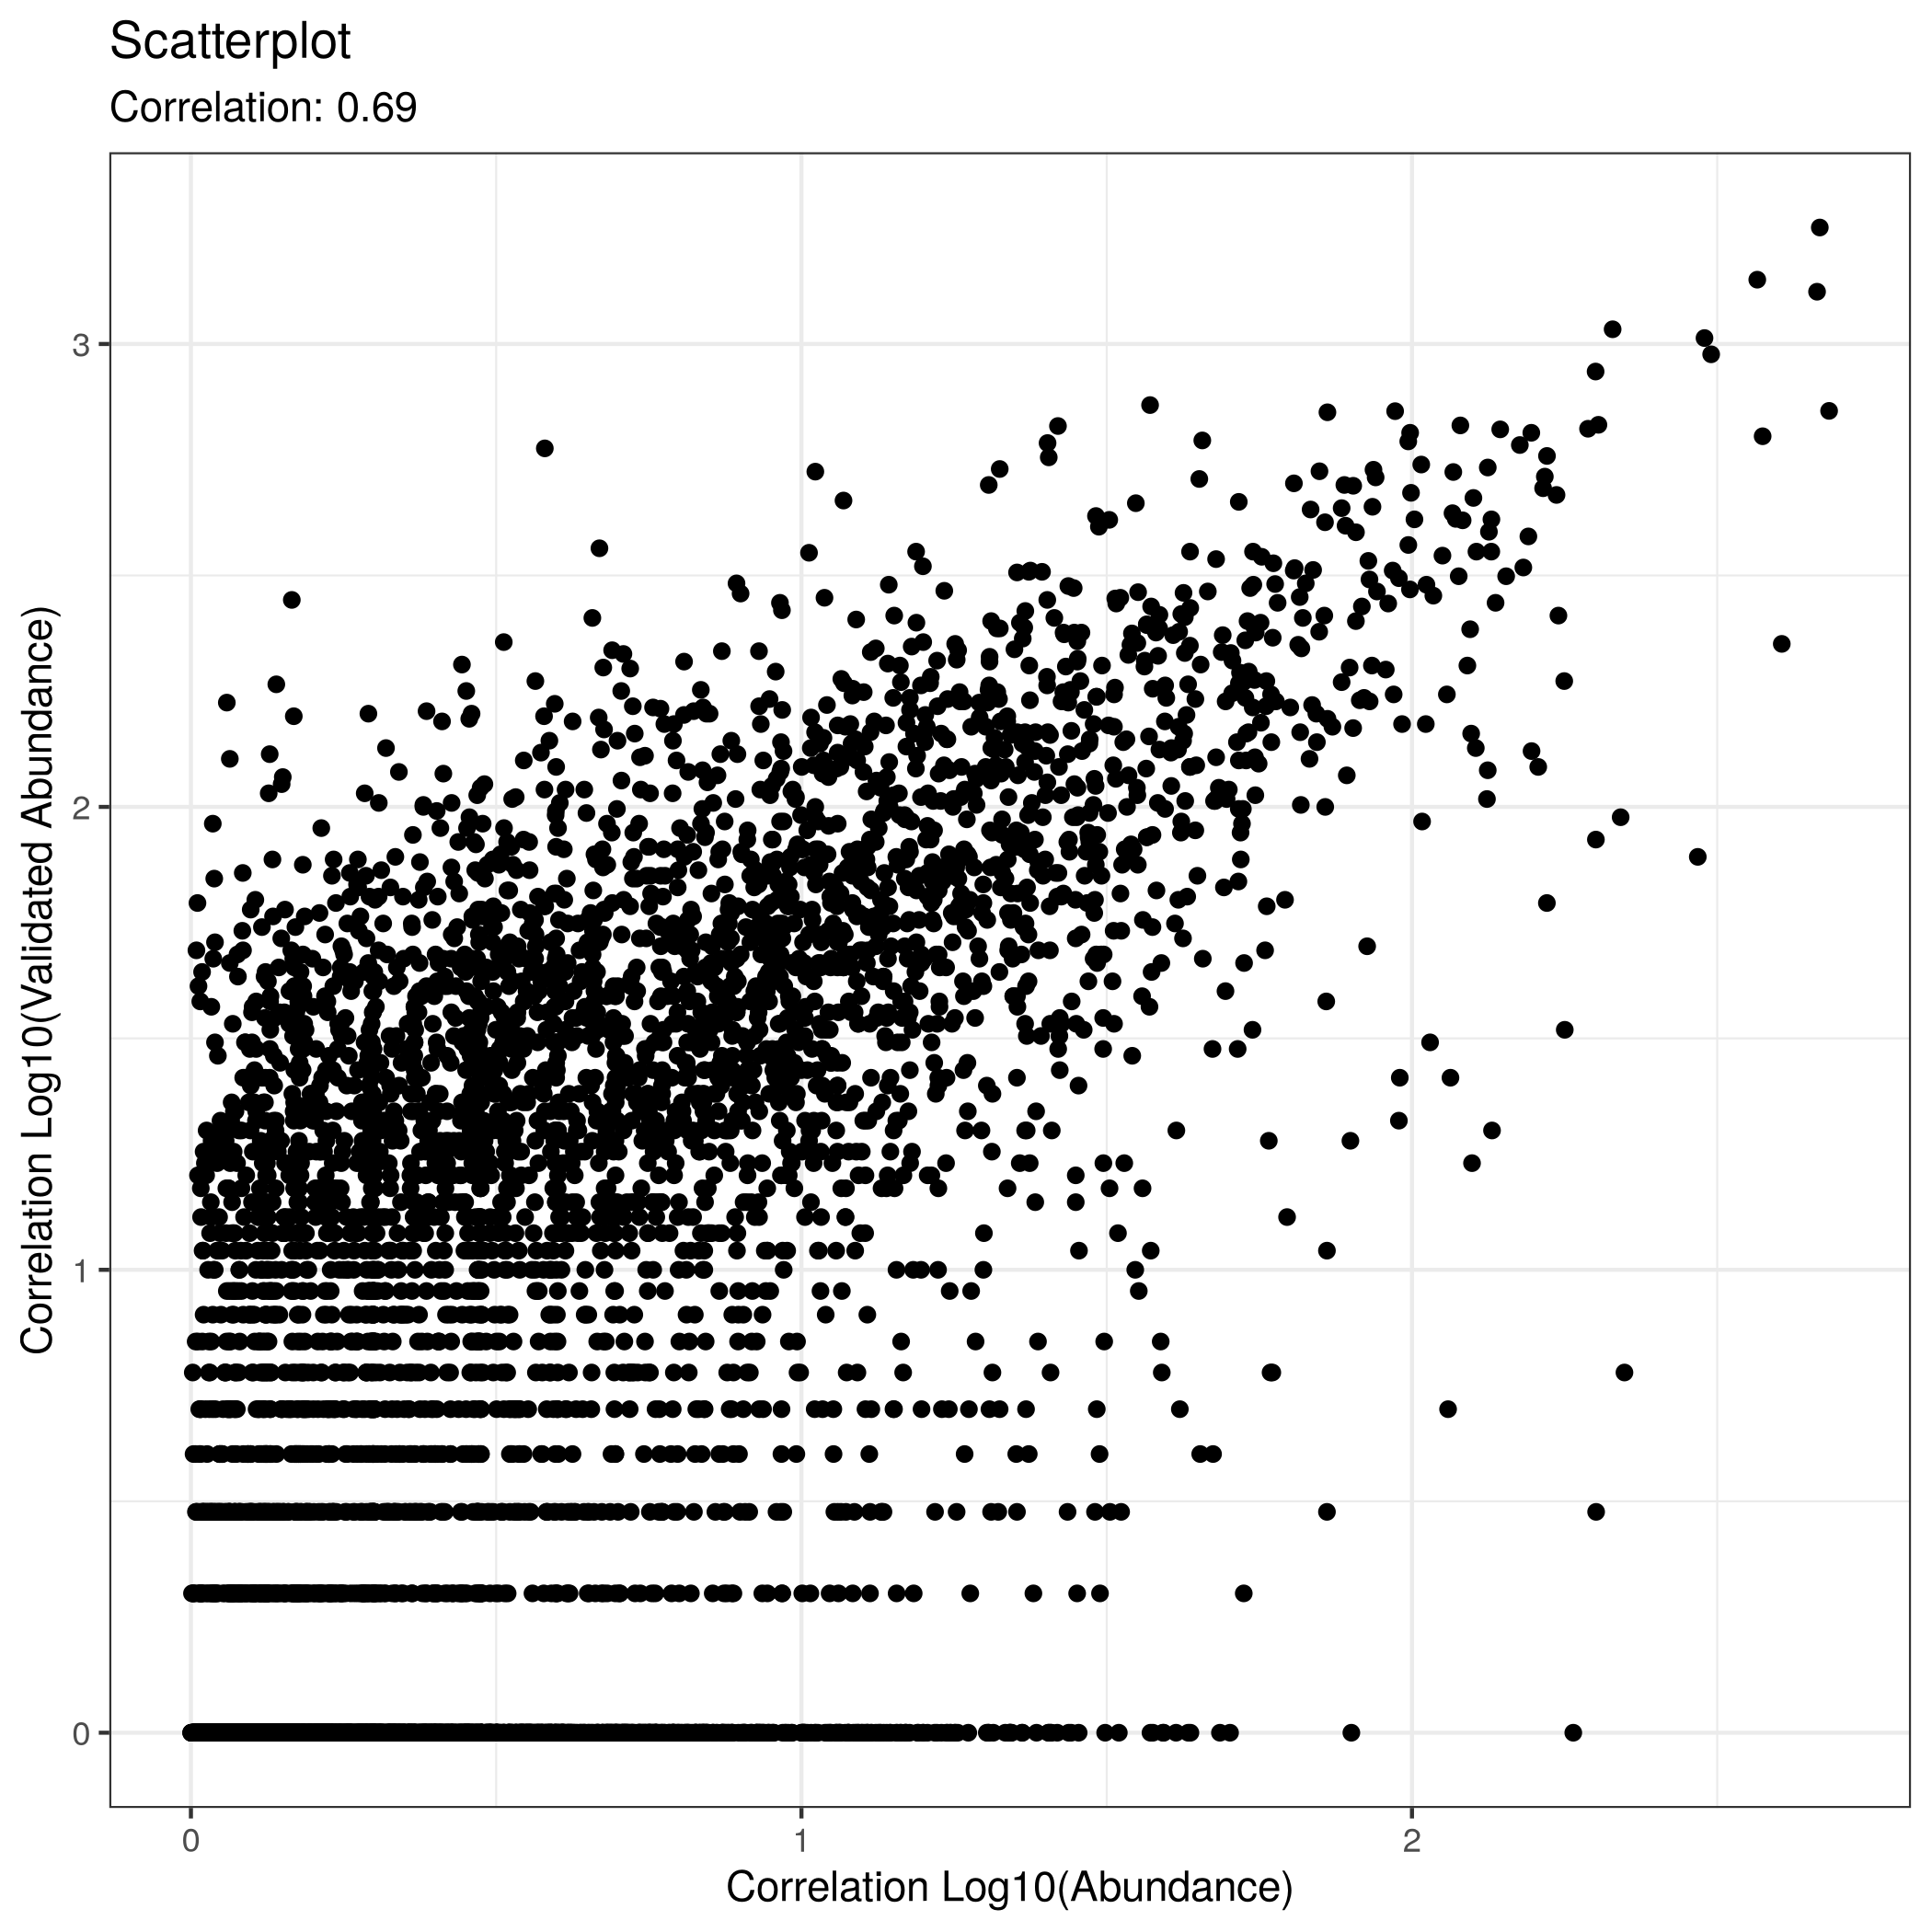 Scatterplot
Correlation: 0.69
Correlation Log10(Validated Abundance)
3
2
1
0
0
1
2
Correlation Log10(Abundance)